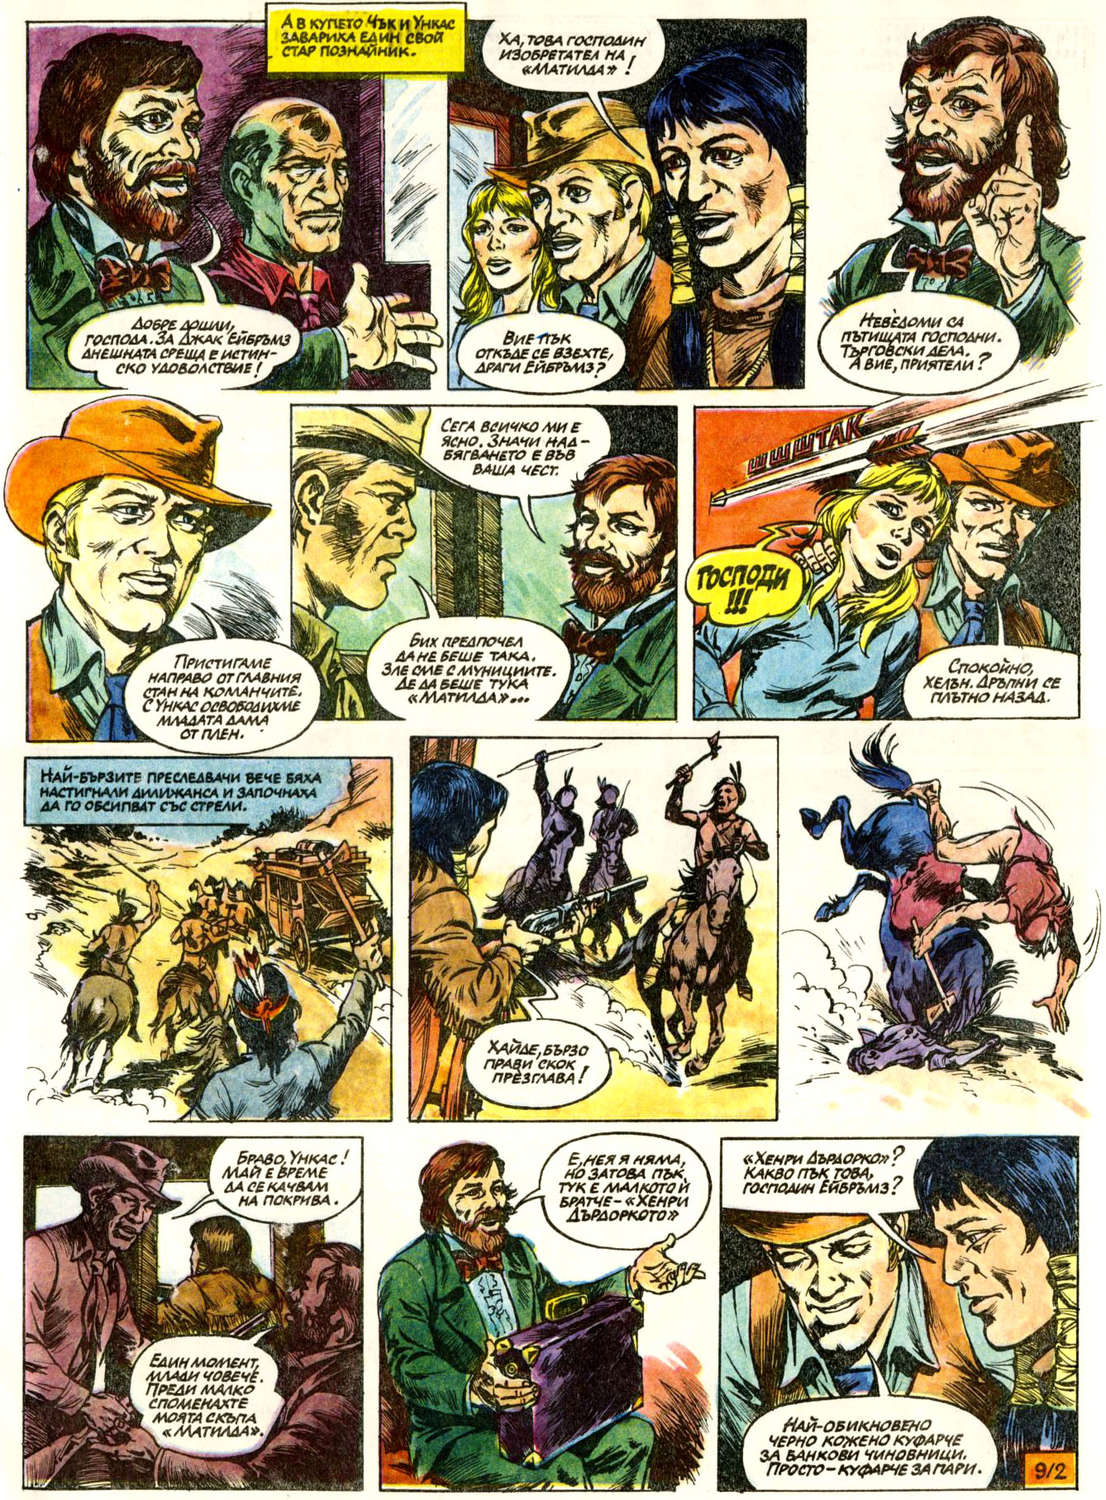 А В КУПЕТО ЧЪК И УНКАС
ЗАВАРИХА ЕДИН СВОЙ
СТАР ПОЗНАЙНИК.
ДОБРЕ ДОШЛИ,
ГОСПОДА. ЗА ДЖАК ЕЙБРЪМЗ
ДНЕШНАТА СРЕЩА Е ИСТИН-
СКО УДОВОЛСТВИЕ!
ХА, ТОВА ГОСПОДИН
ИЗОБРЕТАТЕЛ НА
«МАТИЛДА»!
ВИЕ ПЪК
ОТКЪДЕ СЕ ВЗЕХТЕ,
ДРАГИ ЕЙБРЪМЗ?
НЕВЕДОМИ СА
ПЪТИЩАТА ГОСПОДНИ.
ТЪРГОВСКИ ДЕЛА.
А ВИЕ, ПРИЯТЕЛИ?
ПРИСТИГАМЕ
НАПРАВО ОТ ГЛАВНИЯ
СТАН НА КОМАНЧИТЕ.
С УНКАС ОСВОБОДИХМЕ
МЛАДАТА ДАМА
ОТ ПЛЕН.
СЕГА ВСИЧКО МИ Е
ЯСНО. ЗНАЧИ НАД-
БЯГВАНЕТО Е ВЪВ
ВАША ЧЕСТ.
БИХ ПРЕДПОЧЕЛ
ДА НЕ БЕШЕ ТАКА.
ЗЛЕ СМЕ С МУНИЦИИТЕ.
ДЕ ДА БЕШЕ ТУКА
«МАТИЛДА»...
ШШШТАК
ГОСПОДИ
!!!
СПОКОЙНО,
ХЕЛЪН. ДРЪПНИ СЕ
ПЛЪТНО НАЗАД.
НАЙ-БЪРЗИТЕ ПРЕСЛЕДВАЧИ ВЕЧЕ БЯХА
НАСТИГНАЛИ ДИЛИЖАНСА И ЗАПОЧНАХА
ДА ГО ОБСИПВАТ СЪС СТРЕЛИ.
ХАЙДЕ, БЪРЗО
ПРАВИ СКОК
ПРЕЗГЛАВА!
БРАВО, УНКАС!
МАЙ Е ВРЕМЕ
ДА СЕ КАЧВАМ
НА ПОКРИВА.
ЕДИН МОМЕНТ,
МЛАДИ ЧОВЕЧЕ.
ПРЕДИ МАЛКО
СПОМЕНАХТЕ
МОЯТА СКЪПА
«МАТИЛДА».
Е, НЕЯ Я НЯМА,
НО ЗАТОВА ПЪК,
ТУК Е МАЛКОТО Ѝ
БРАТЧЕ - «ХЕНРИ
ДЪРДОРКОТО»
«ХЕНРИ ДЪРДОРКО»?
КАКВО ПЪК ТОВА,
ГОСПОДИН ЕЙБРЪМЗ?
НАЙ-ОБИКНОВЕНО
ЧЕРНО КОЖЕНО КУФАРЧЕ
ЗА БАНКОВИ ЧИНОВНИЦИ.
ПРОСТО - КУФАРЧЕ ЗА ПАРИ.
9/2